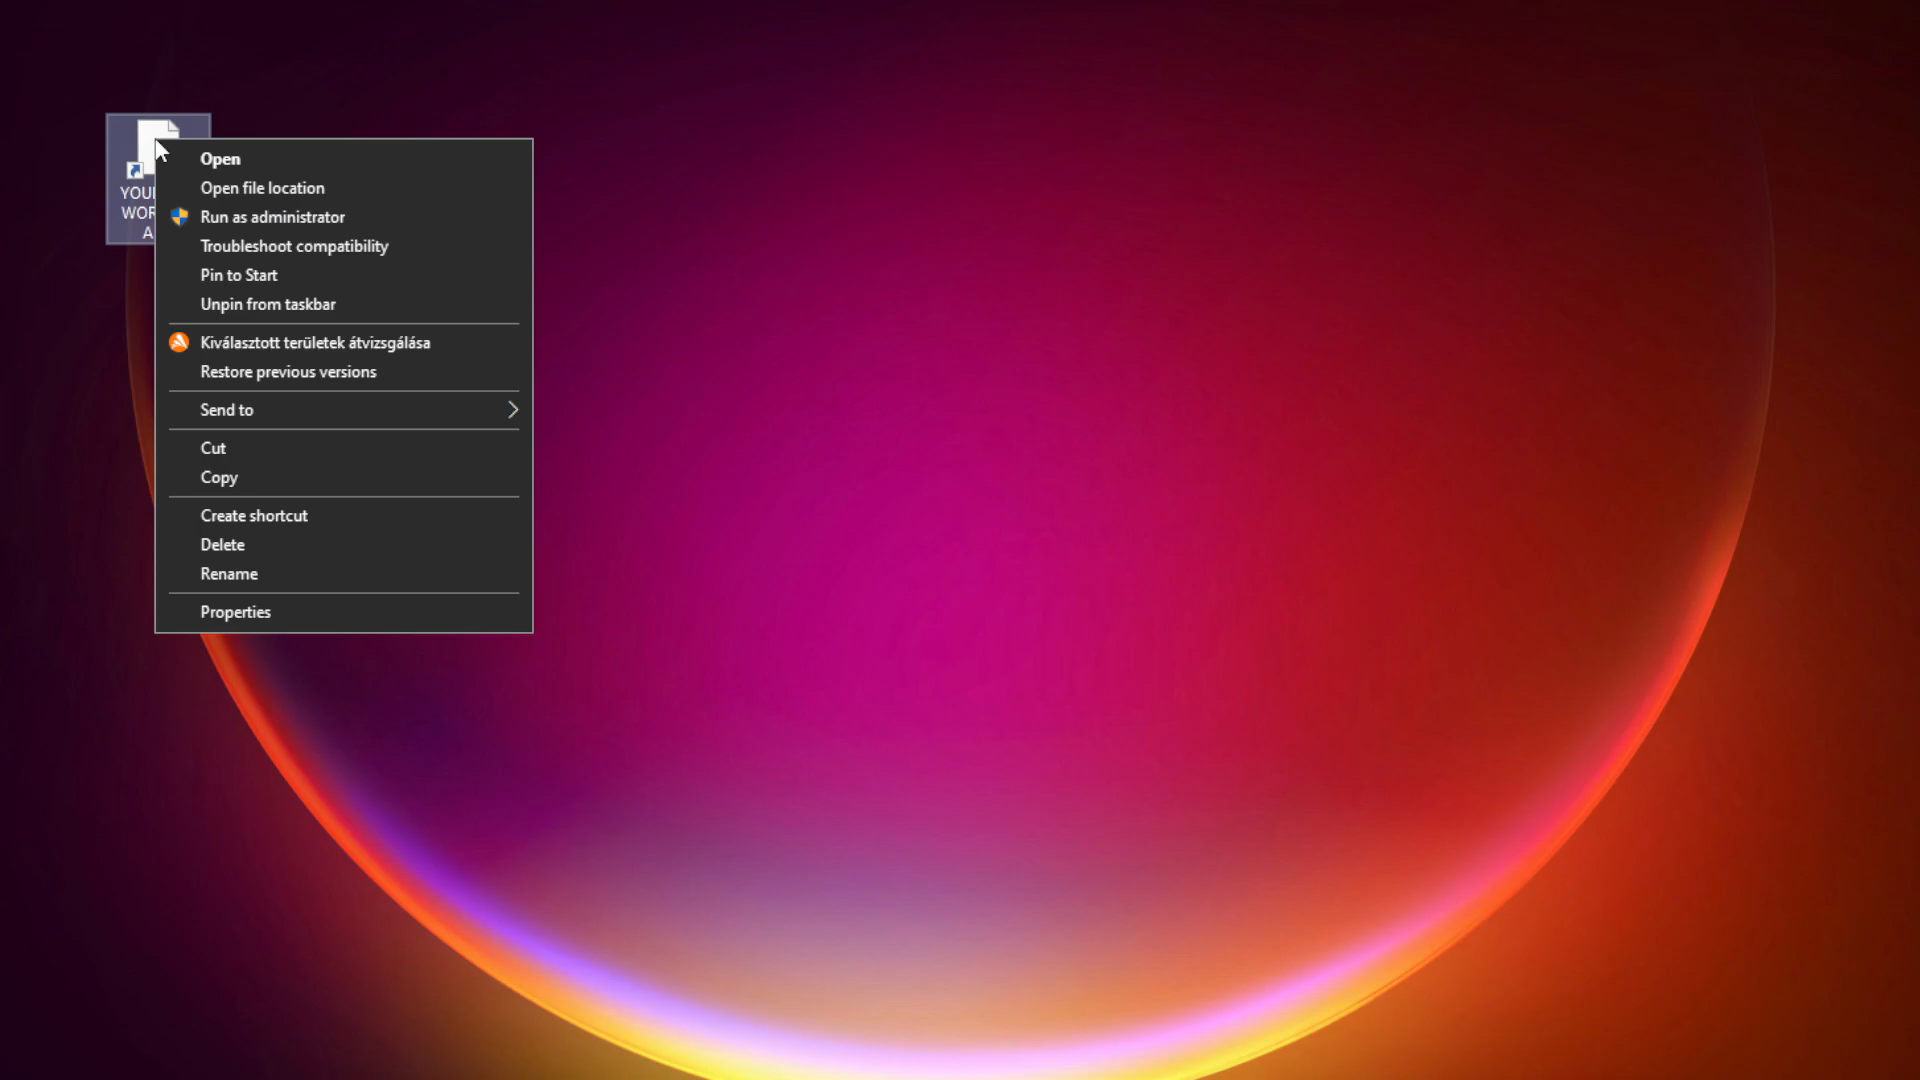 WOR
A
Open
Open file location
Run as administrator
Troubleshoot compatibility
Pin to Start
Unpin from taskbar
Kiválasztott területek átvizsgálása
Restore previous versions
Send to
Cut
Copy
Create shortcut
Delete
Rename
Properties